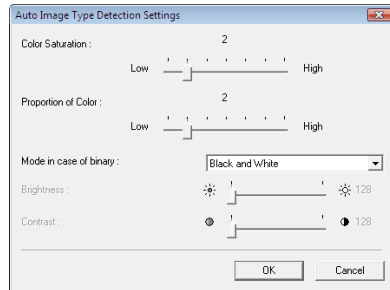 Auto Image Type Detection Settings
Color Saturation :
2
Low High
Proportion of Color :
2
Low High
Mode in case of binary :
Black and White
Brightness :
128
Contrast :
128
OK Cancel